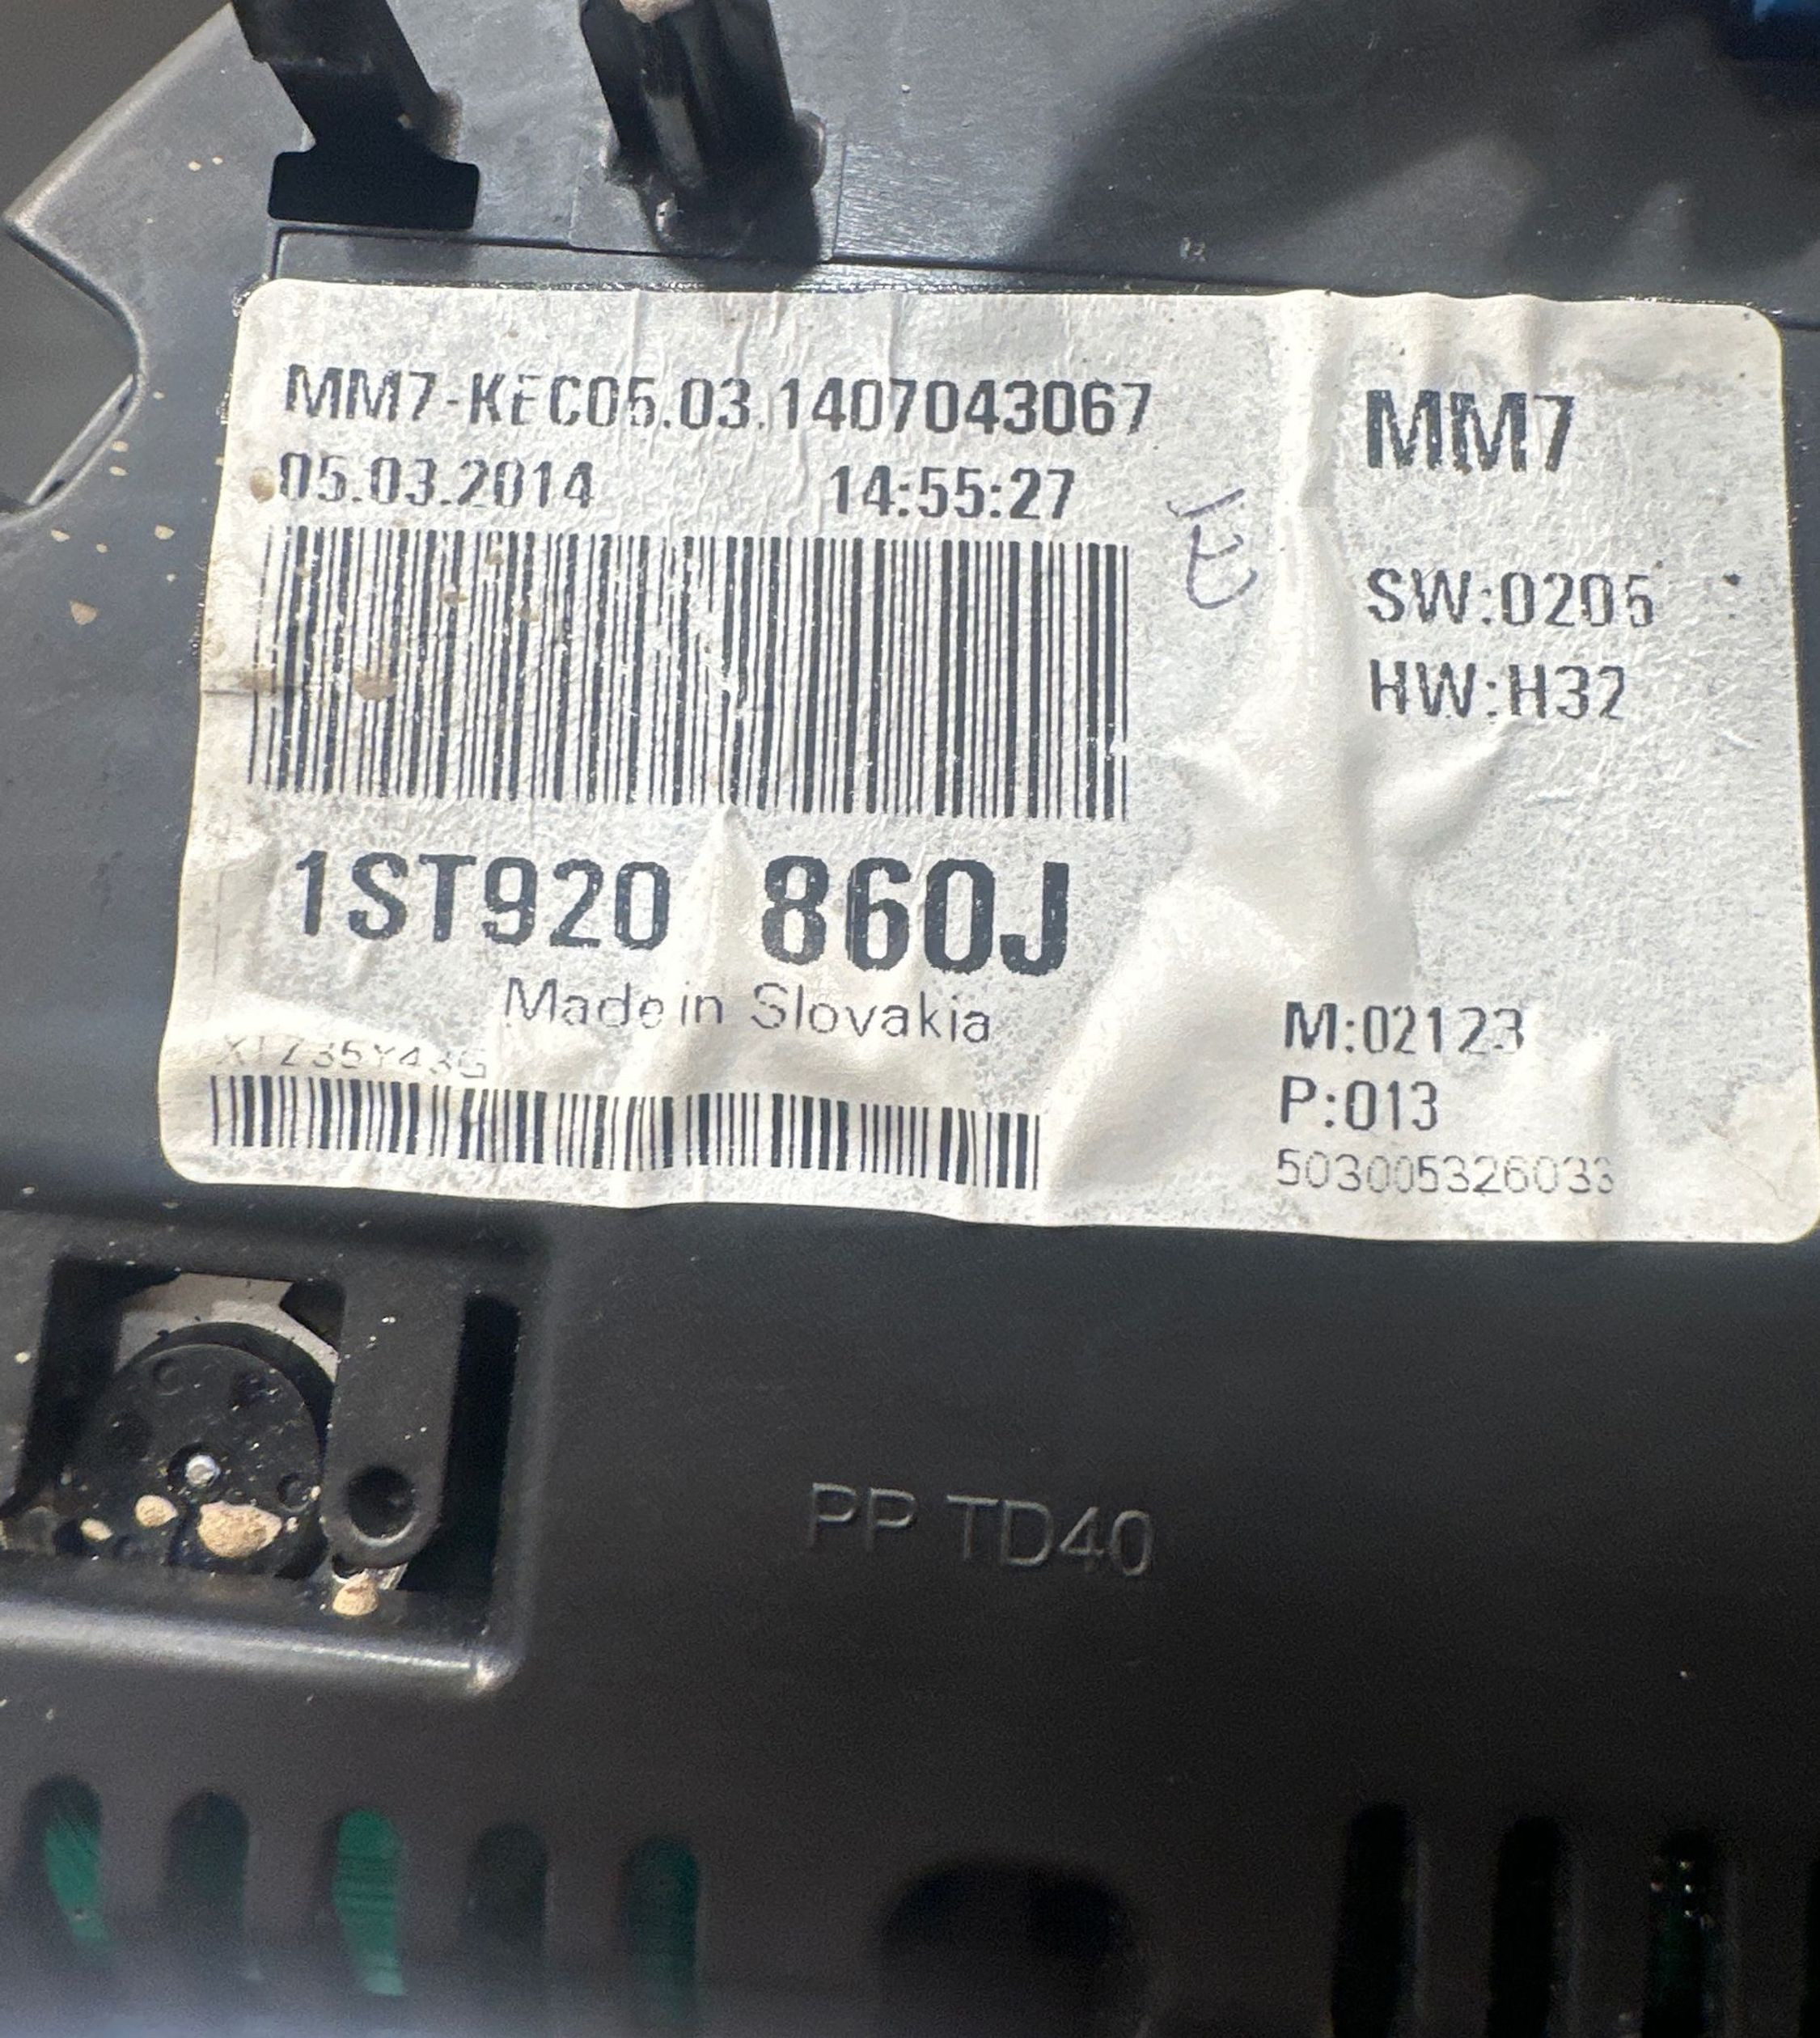 MM7-KEC05.03.1407043067
05.03.2014 14:55:27
MM7
SW:0205
HW:H32
1ST920 860J
Made in Slovakia
M:02123
P:013
503005326033
PP TD40